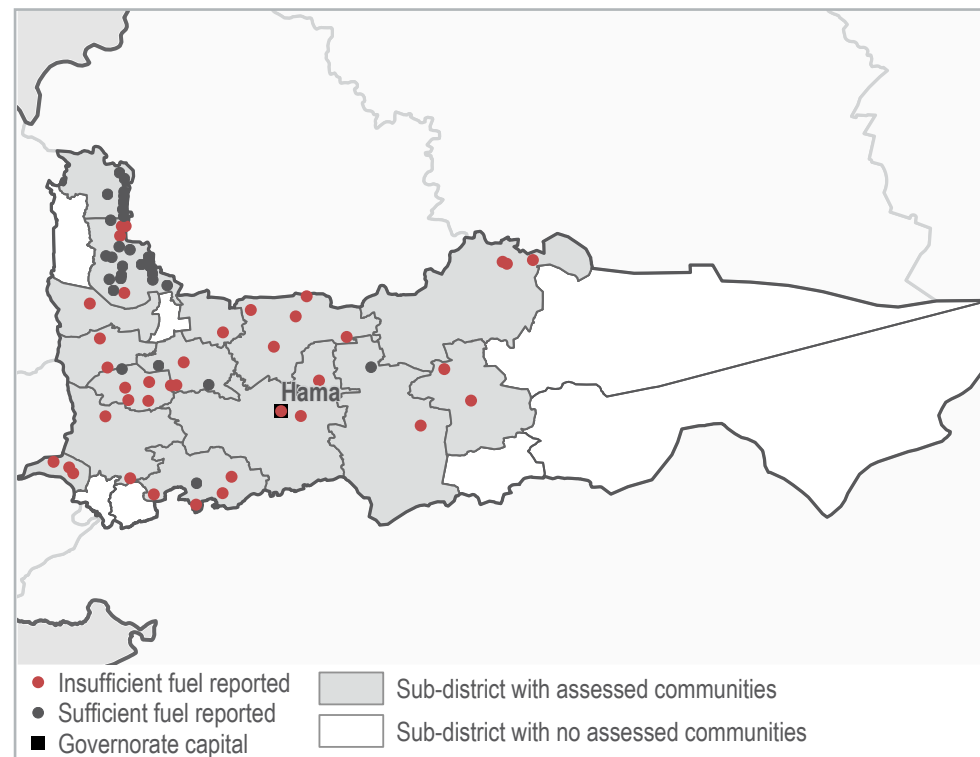 Hama
Insufficient fuel reported
Sufficient fuel reported
Governorate capital
Sub-district with assessed communities
Sub-district with no assessed communities